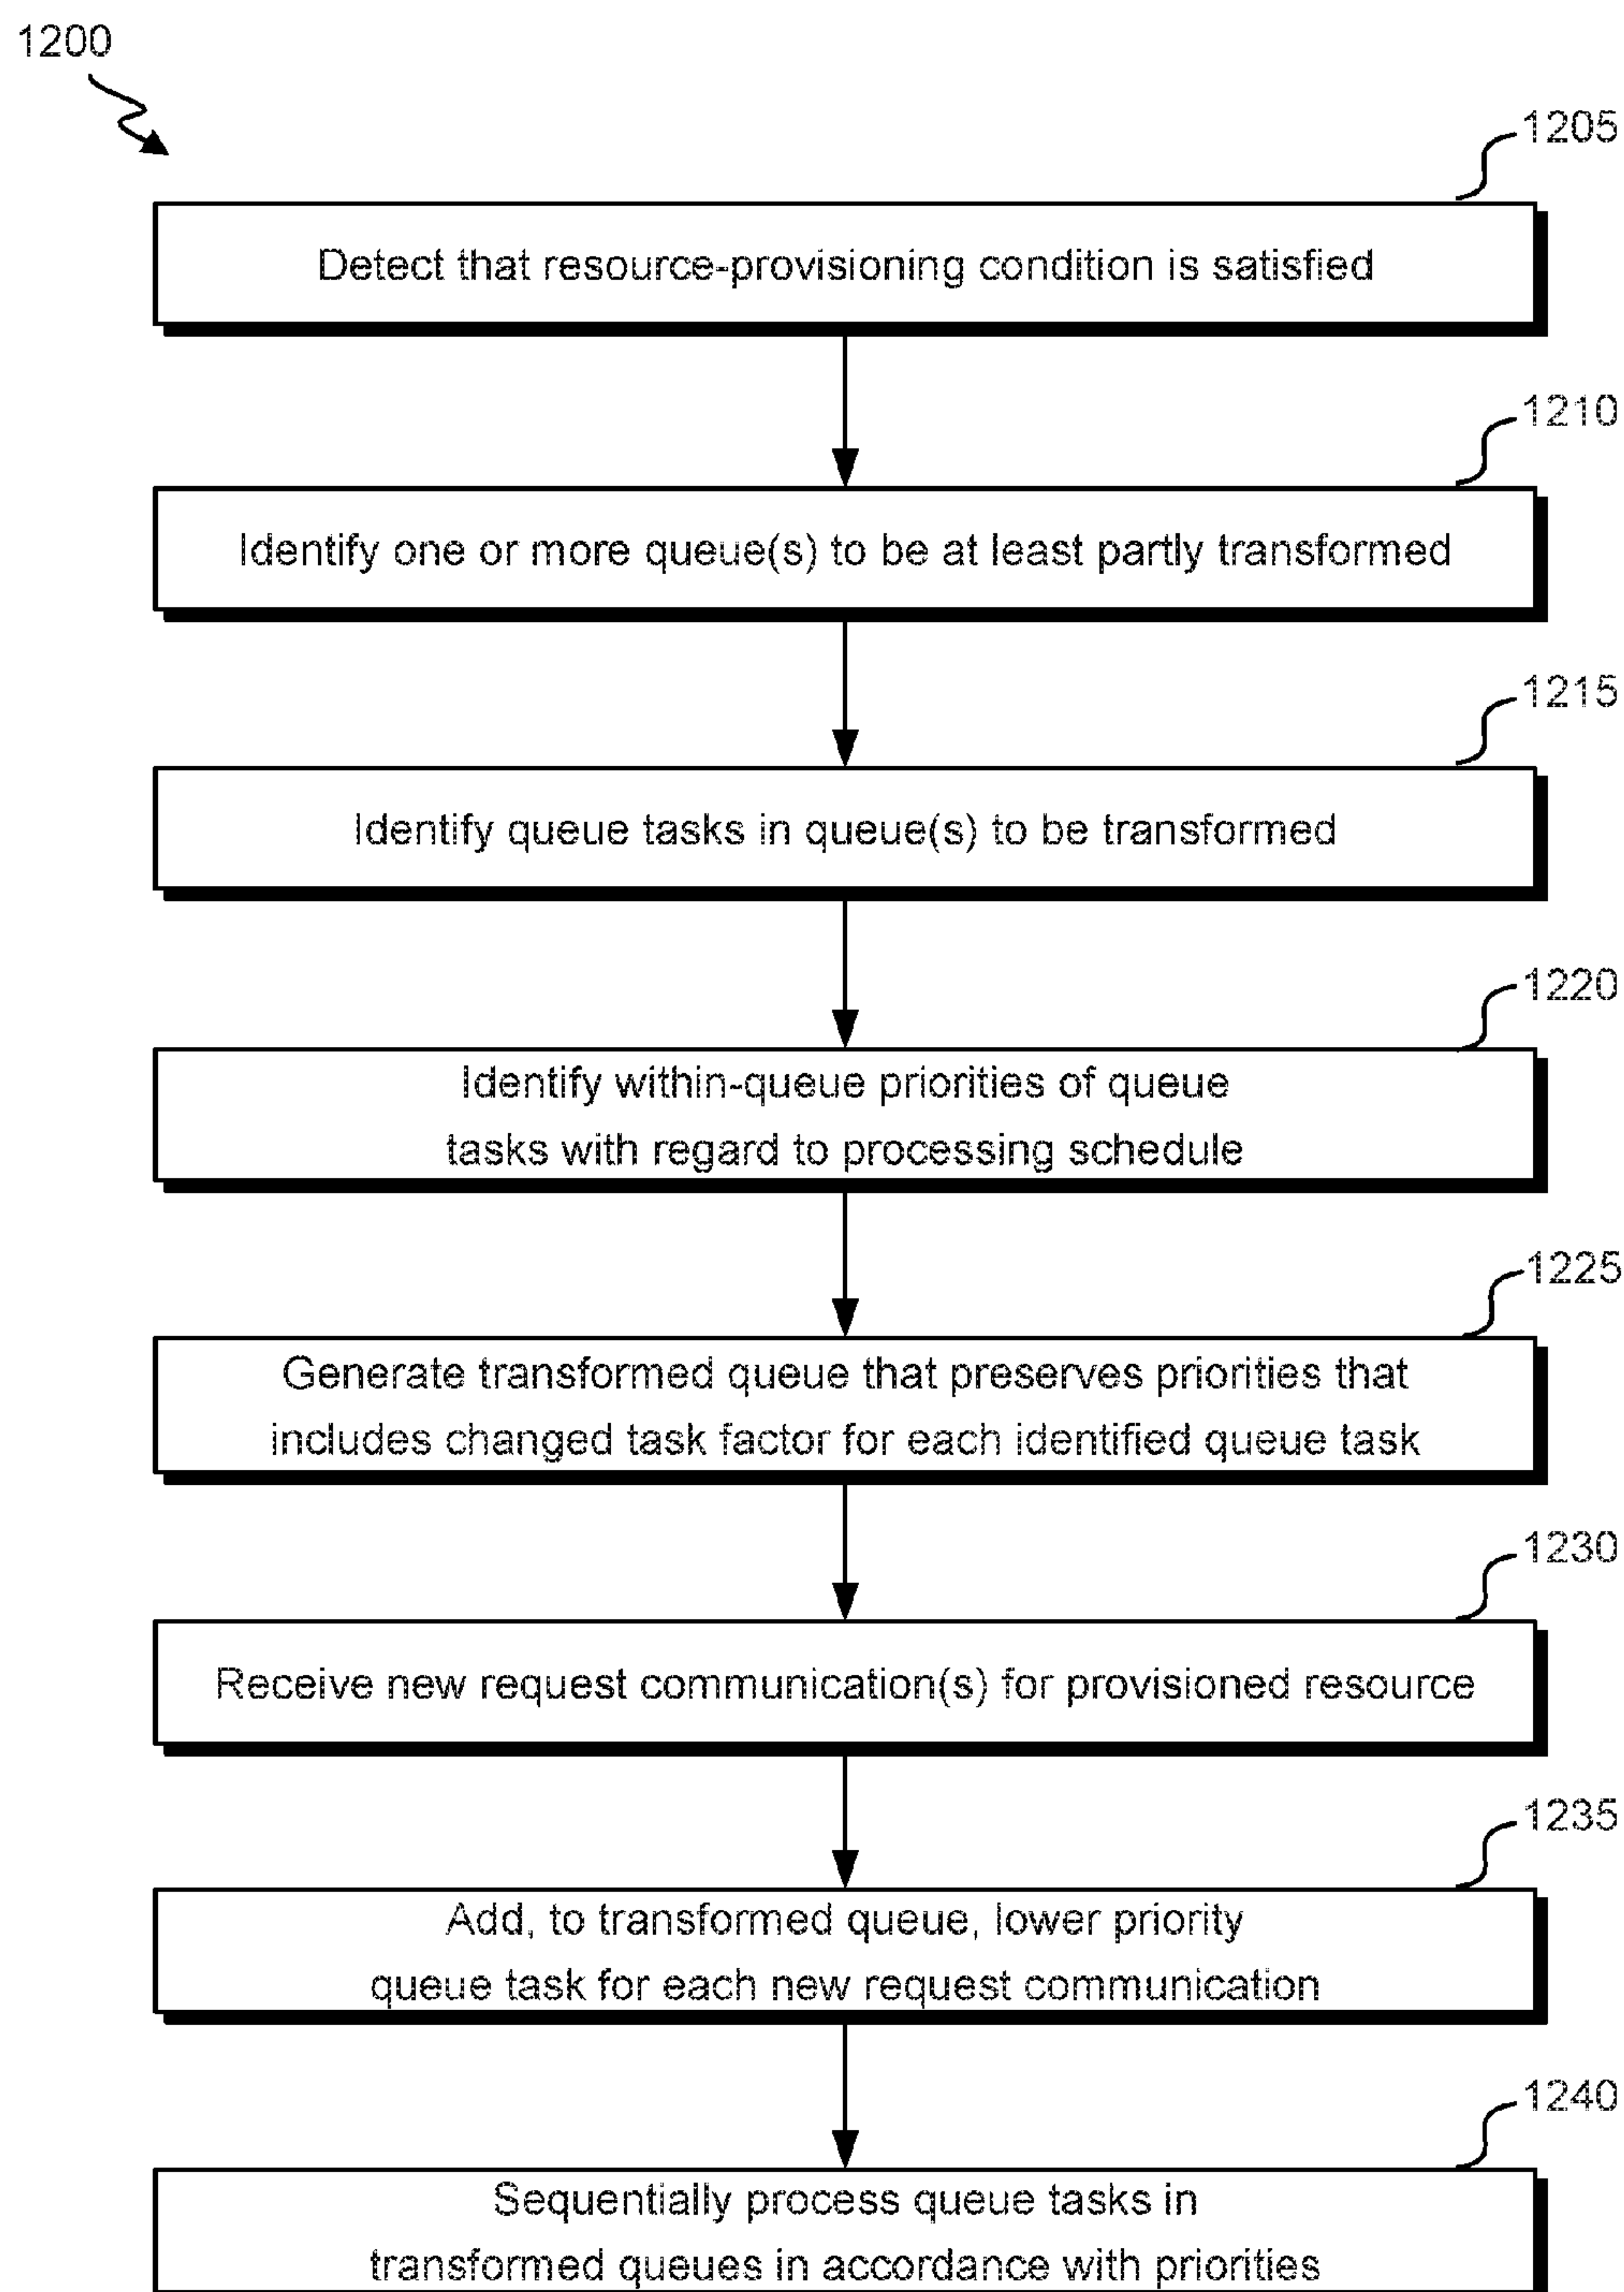 1200
1205
Detect that resource-provisioning condition is satisfied
1210
Identify one or more queue(s) to be at least partly transformed
1215
Identify queue tasks in queue(s) to be transformed
1220
Identify within-queue priorities of queue
tasks with regard to processing schedule
1225
Generate transformed queue that preserves priorities that
includes changed task factor for each identified queue task
1230
Receive new request communication(s) for provisioned resource
1235
Add, to transformed queue, lower priority
queue task for each new request communication
1240
Sequentially process queue tasks in
transformed queues in accordance with priorities